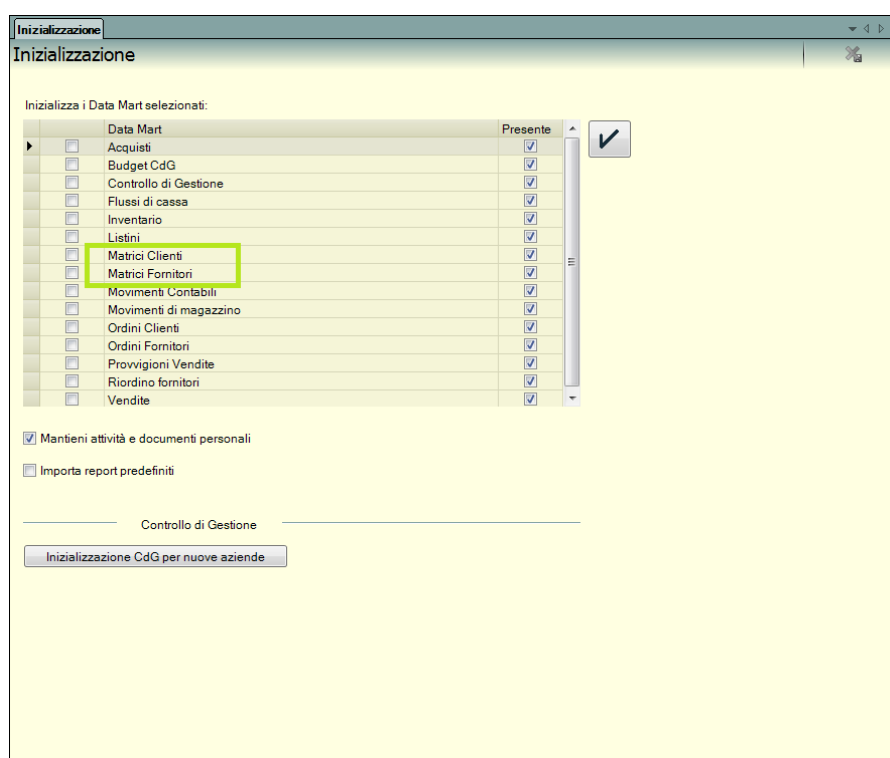 Inizializzazione
Inizializzazione
Inizializza i Data Mart selezionati:
Data Mart Presente
Acquisti
Budget CdG
Controllo di Gestione
Flussi di cassa
Inventario
Listini
Matrici Clienti
Matrici Fornitori
Movimenti Contabili
Movimenti di magazzino
Ordini Clienti
Ordini Fornitori
Provvigioni Vendite
Riordino fornitori
Vendite
Mantieni attività e documenti personali
Importa report predefiniti
Controllo di Gestione
Inizializzazione CdG per nuove aziende